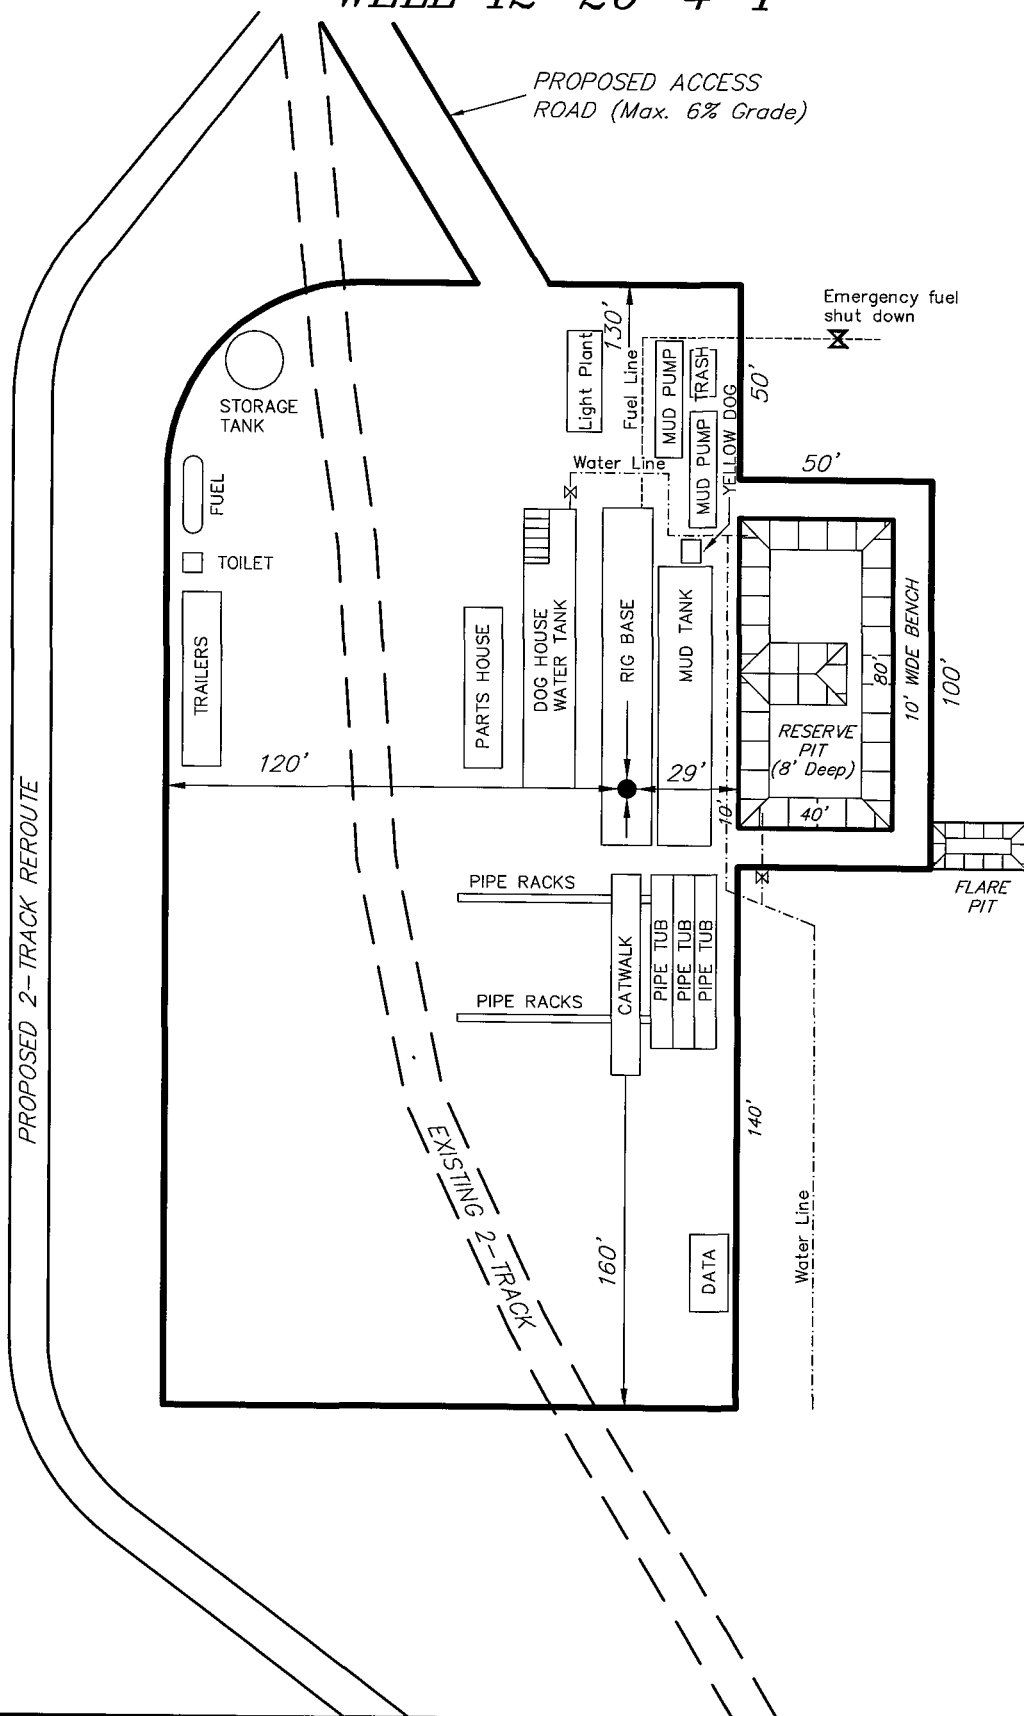 PROPOSED ACCESS
ROAD (Max. 6% Grade)
Emergency fuel
shut down
130'
Light Plant
Fuel Line
MUD PUMP
TRASH
50'
STORAGE
TANK
MUD PUMP
YELLOW DOG
Water Line
50'
FUEL
TOILET
TRAILERS
PARTS HOUSE
DOG HOUSE
WATER TANK
RIG BASE
MUD TANK
80'
10' WIDE BENCH
100'
RESERVE
PIT
(8' Deep)
120'
29'
10'
40'
FLARE
PIT
PROPOSED 2-TRACK REROUTE
PIPE RACKS
CATWALK
PIPE TUB
PIPE TUB
PIPE TUB
PIPE RACKS
140'
EXISTING 2-TRACK
160'
DATA
Water Line